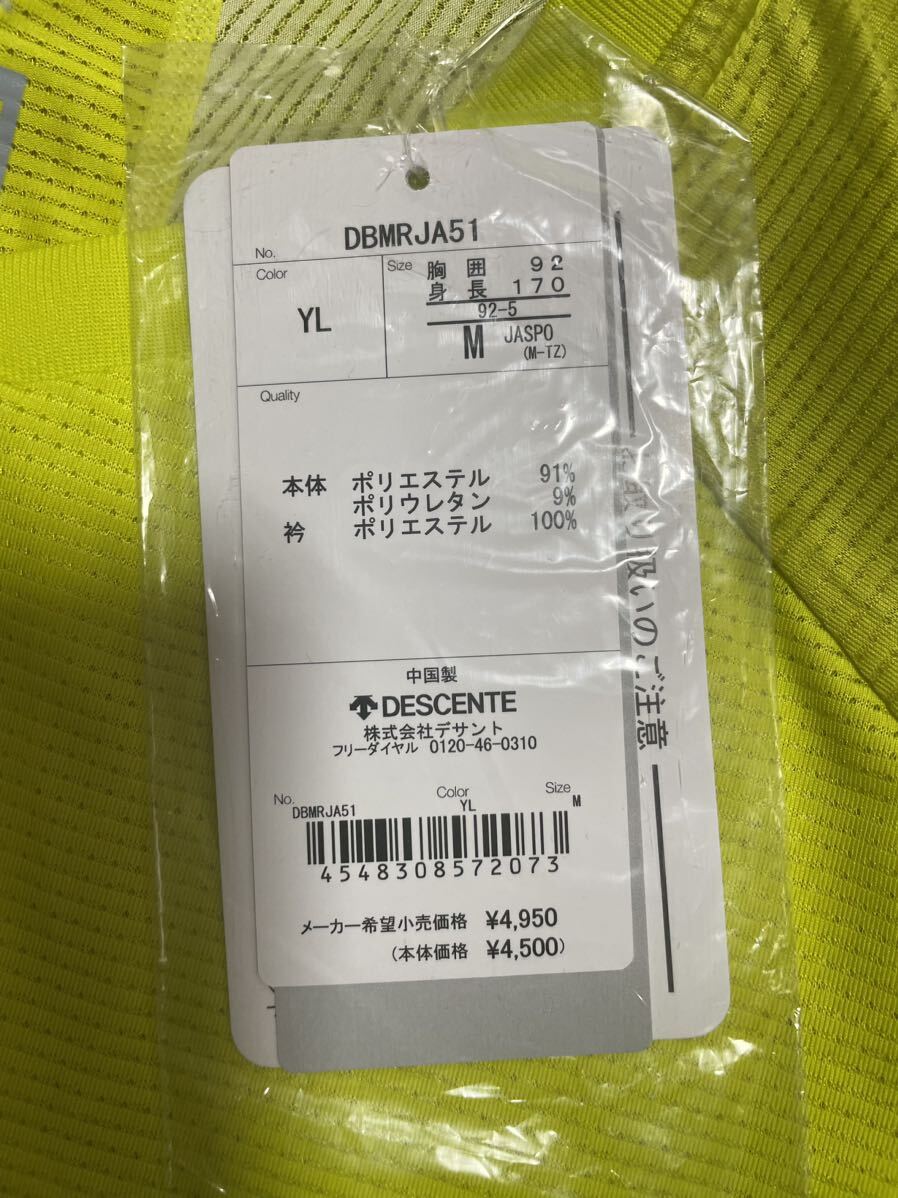 No. DBMRJA51
Color YL
Size 胸囲 92
身長 170
92-5
M JASPO
(M-TZ)
Quality
本体 ポリエステル 91%
ポリウレタン 9%
衿 ポリエステル 100%
中国製
DESCENTE
株式会社デサント
フリーダイヤル 0120-46-0310
No. Color Size
DBMRJA51 YL M
4548308572073
メーカー希望小売価格 ¥4,950
(本体価格 ¥4,500)
取り扱いのご注意